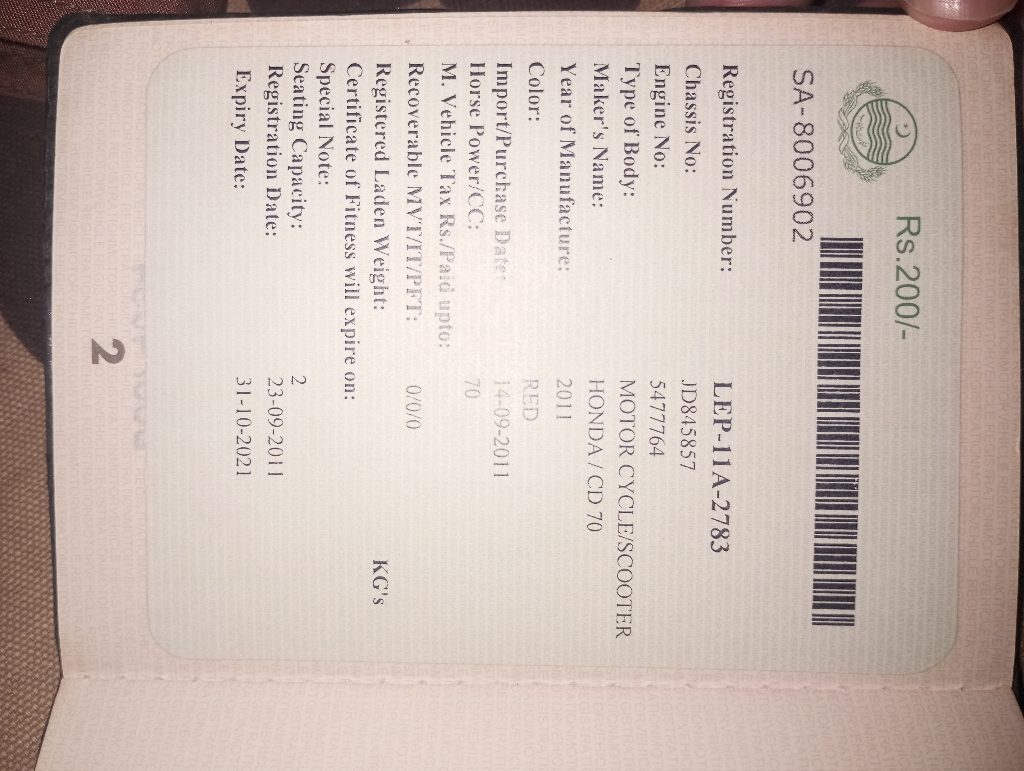 Rs.200/-
SA-8006902
Registration Number: LEP-11A-2783
Chassis No: JD845857
Engine No: 5477764
Type of Body: MOTOR CYCLE/SCOOTER
Maker's Name: HONDA / CD 70
Year of Manufacture: 2011
Color: RED
Import/Purchase Date: 14-09-2011
Horse Power/CC: 70
M. Vehicle Tax Rs./Paid upto:
Recoverable MVT/IT/PFT: 0/0/0
Registered Laden Weight: KG's
Certificate of Fitness will expire on:
Special Note:
Seating Capacity: 2
Registration Date: 23-09-2011
Expiry Date: 31-10-2021
2